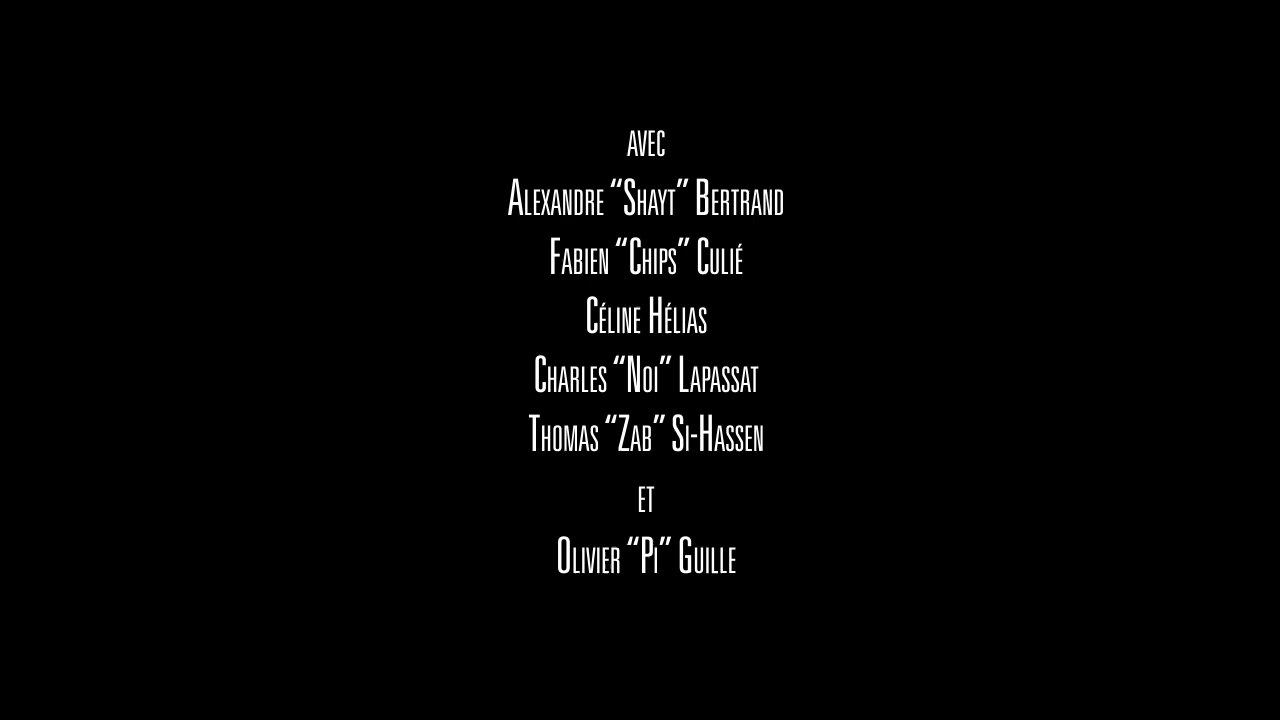 AVEC
ALEXANDRE “SHAYT” BERTRAND
FABIEN “CHIPS” CULIÉ
CÉLINE HÉLIAS
CHARLES “NOI” LAPASSAT
THOMAS “ZAB” SI-HASSEN
ET
OLIVIER “PI” GUILLE